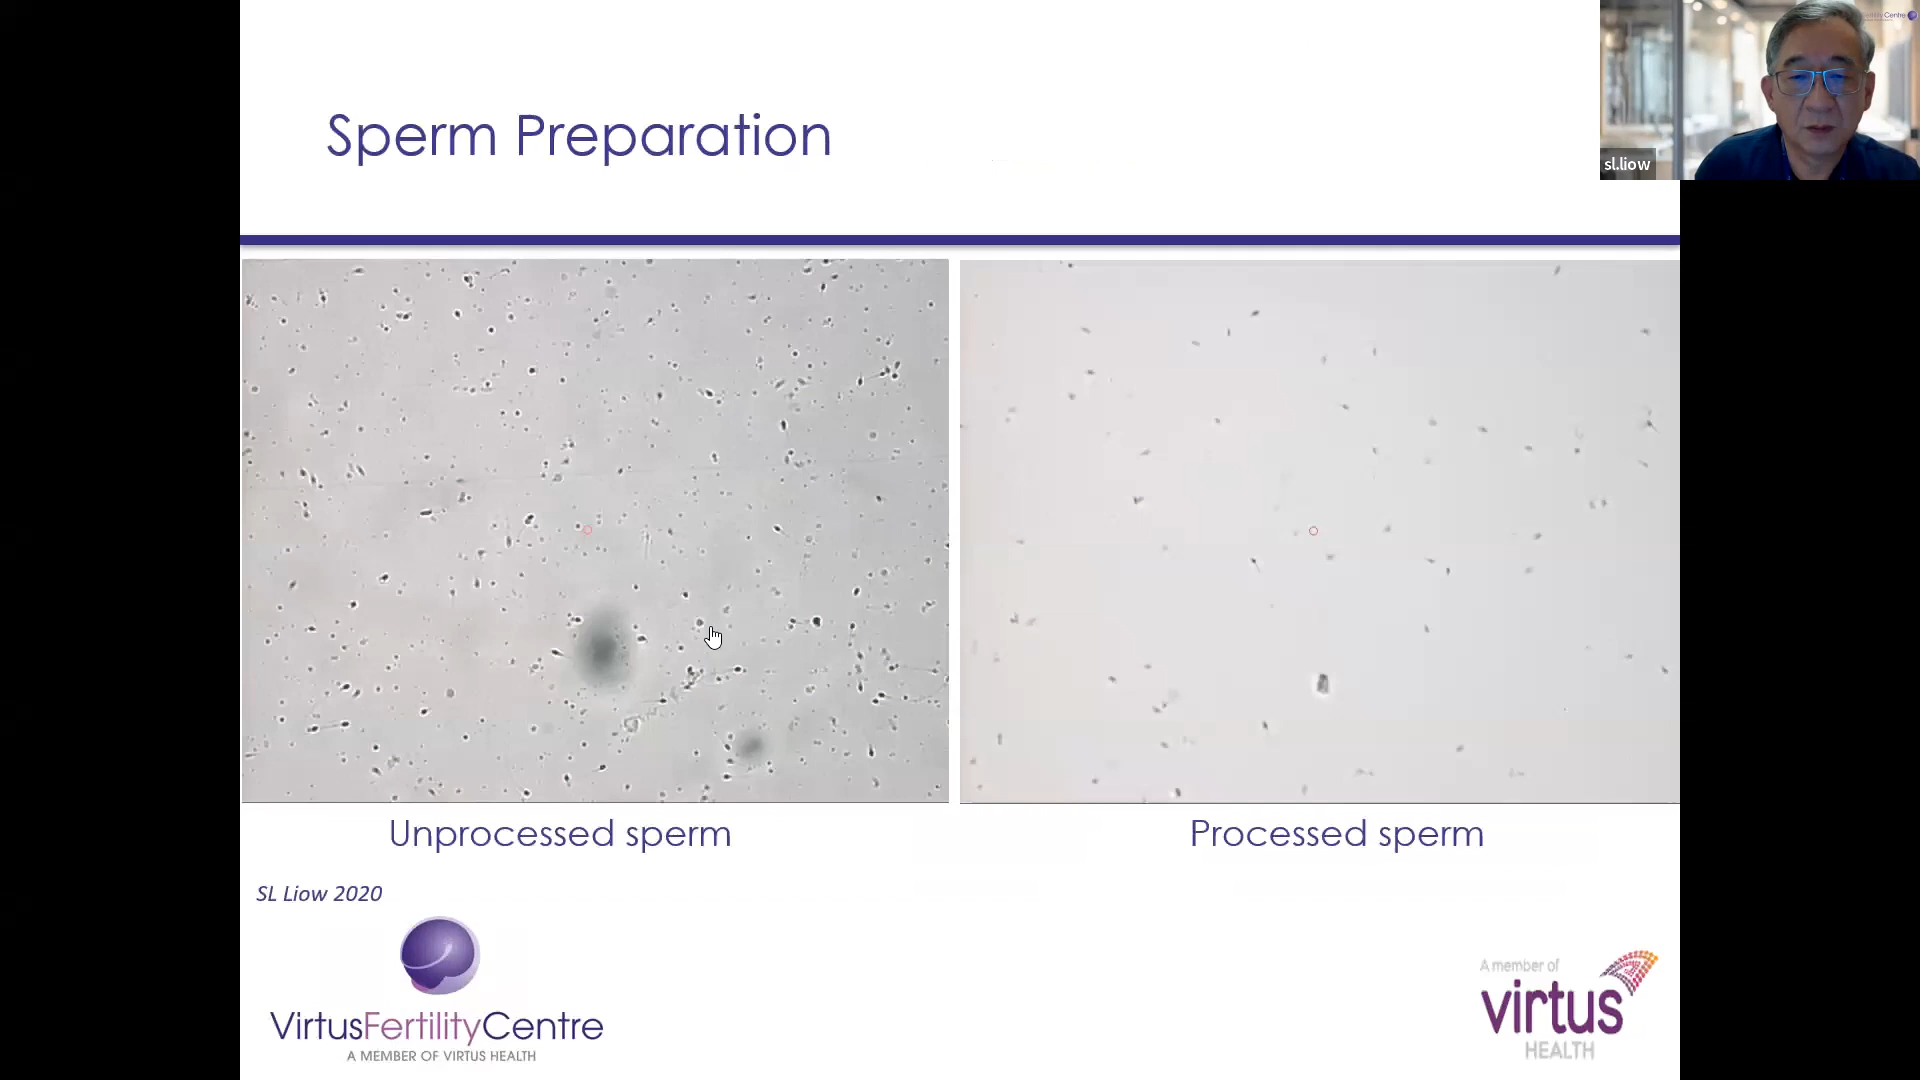 Sperm Preparation
sl.liow
Unprocessed sperm
Processed sperm
SL Liow 2020
VirtusFertilityCentre
A MEMBER OF VIRTUS HEALTH
A member of
virtus
HEALTH